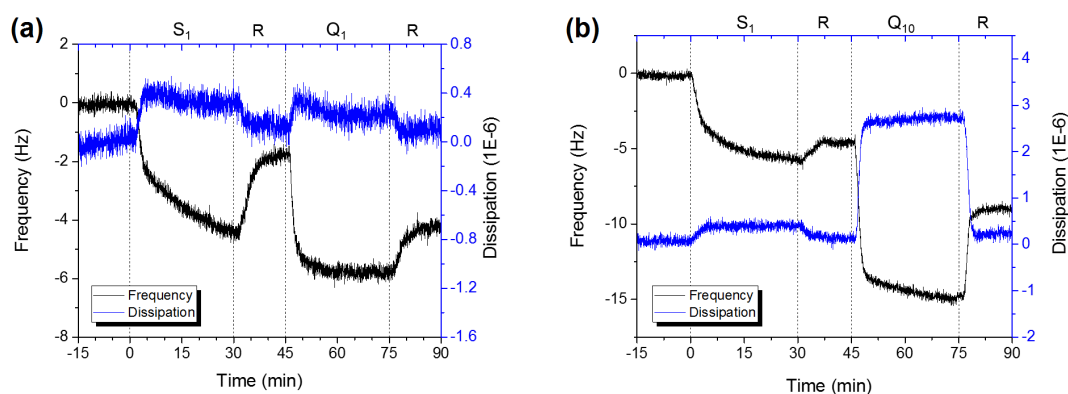 (a)
S₁ R Q₁ R
2
0
-2
-4
-6
-8
Frequency (Hz)
0.8
0.4
0.0
-0.4
-0.8
-1.2
-1.6
Dissipation (1E-6)
Frequency
Dissipation
-15 0 15 30 45 60 75 90
Time (min)
(b)
S₁ R Q₁₀ R
0
-5
-10
-15
Frequency (Hz)
4
3
2
1
0
-1
-2
Dissipation (1E-6)
Frequency
Dissipation
-15 0 15 30 45 60 75 90
Time (min)